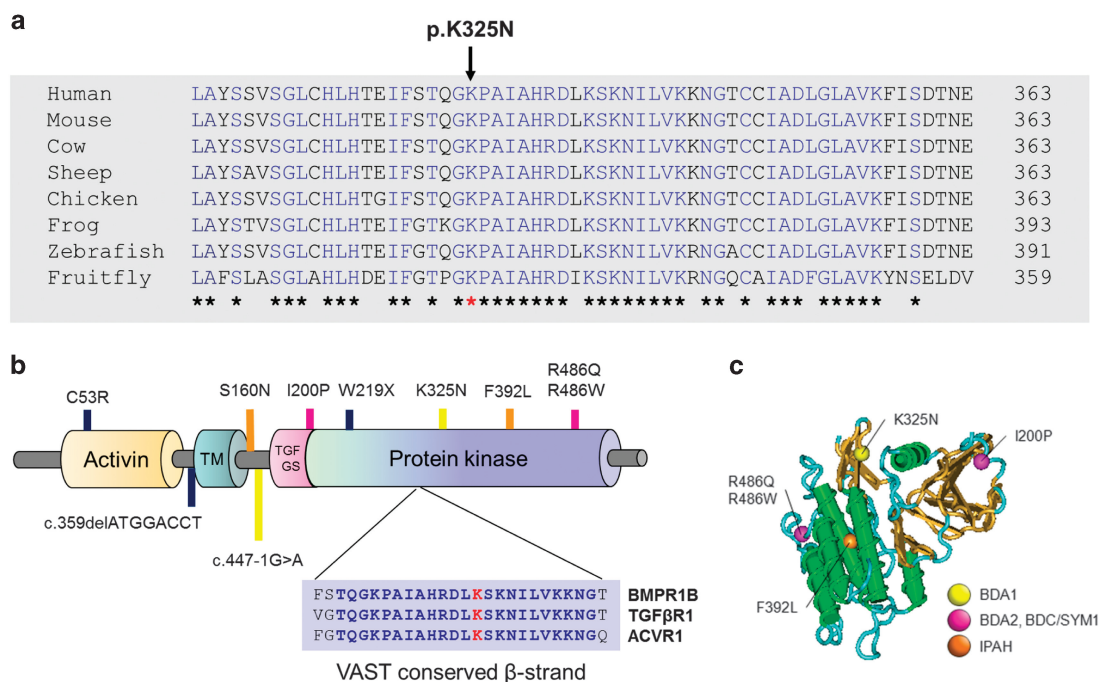 a
p.K325N
Human LAYSSVSGLCHLHTEIFSTQGKPAIAHRDLKSKNILVKKNGTCCIADLGLAVKFISDTNE 363
Mouse LAYSSVSGLCHLHTEIFSTQGKPAIAHRDLKSKNILVKKNGTCCIADLGLAVKFISDTNE 363
Cow LAYSSVSGLCHLHTEIFSTQGKPAIAHRDLKSKNILVKKNGTCCIADLGLAVKFISDTNE 363
Sheep LAYSAVSGLCHLHTEIFSTQGKPAIAHRDLKSKNILVKKNGTCCIADLGLAVKFISDTNE 363
Chicken LAYSSVSGLCHLHTGIFSTQGKPAIAHRDLKSKNILVKKNGTCCIADLGLAVKFISDTNE 363
Frog LAYSTVSGLCHLHTEIFGTKGKPAIAHRDLKSKNILVKKNGTCCIADLGLAVKFISDTNE 393
Zebrafish LAYSSVSGLCHLHTEIFGTQGKPAIAHRDLKSKNILVKRNGACCIADLGLAVKFISDTNE 391
Fruitfly LAFSLASGLAHLHDEIFGTPGKPAIAHRDIKSKNILVKRNGQCAIADFGLAVKYNSELDV 359
** * *** *** ** * ********* ********** ** * *** ***** *
b
C53R S160N I200P W219X K325N F392L R486Q
R486W
Activin TM TGF
GS Protein kinase
c.359delATGGACCT
c.447-1G>A
FSTQGKPAIAHRDLKSKNILVKKNGT BMPR1B
VGTQGKPAIAHRDLKSKNILVKKNGT TGFβR1
FGTQGKPAIAHRDLKSKNILVKKNGQ ACVR1
VAST conserved β-strand
c
K325N
I200P
R486Q
R486W
F392L
BDA1
BDA2, BDC/SYM1
IPAH